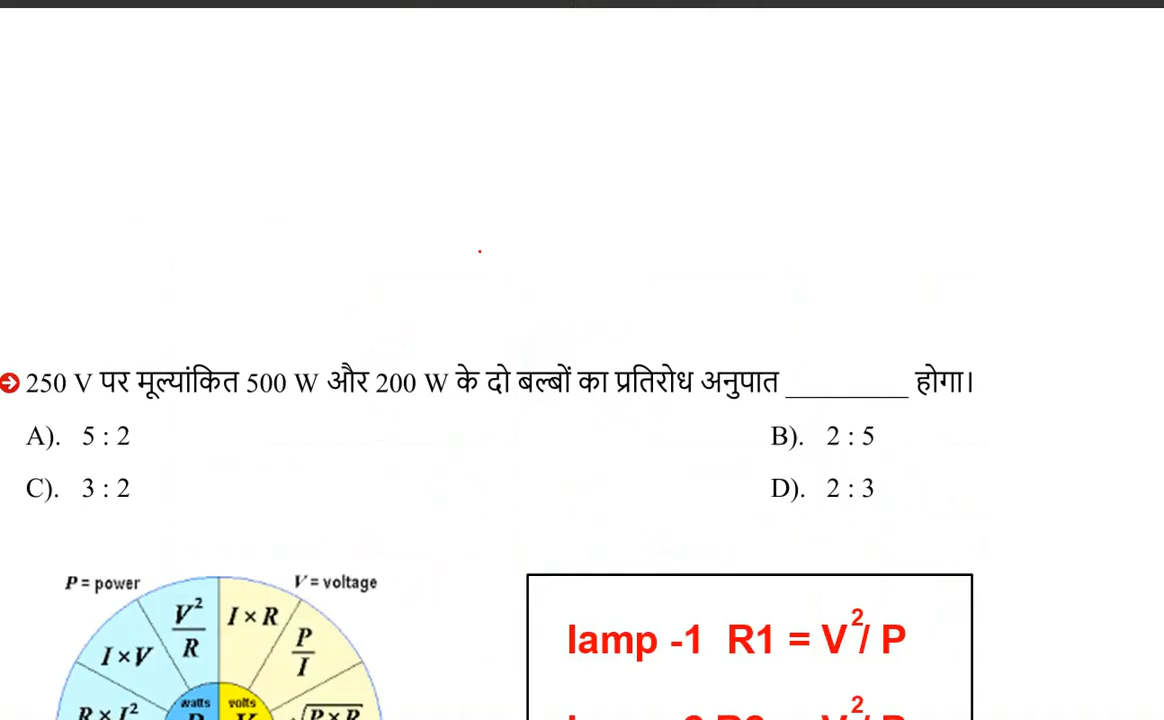 250 V पर मूल्यांकित 500 W और 200 W के दो बल्बों का प्रतिरोध अनुपात _________ होगा।
A). 5 : 2 B). 2 : 5
C). 3 : 2 D). 2 : 3
P = power V = voltage
V²/R I × R
I × V P/I
R × I² √P × R
watts volts
P V
lamp -1 R1 = V²/ P